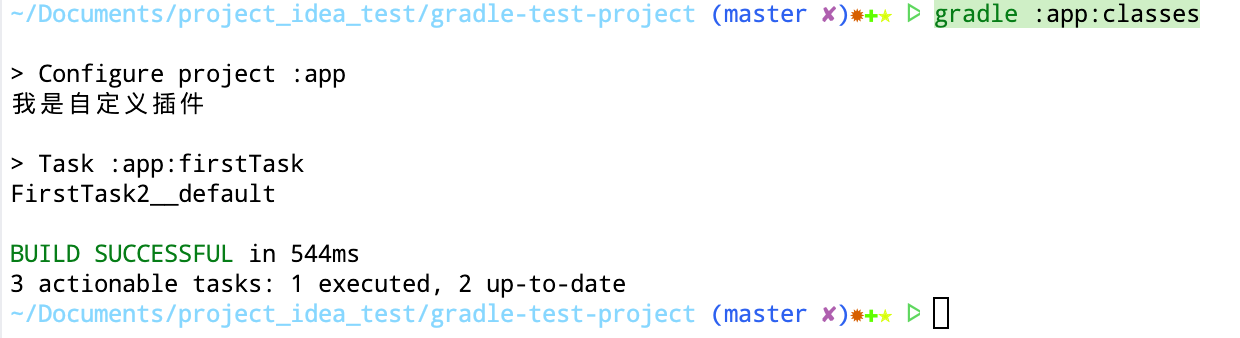 ~/Documents/project_idea_test/gradle-test-project (master ✘)✹✚★ ▷ gradle :app:classes
> Configure project :app
我是自定义插件
> Task :app:firstTask
FirstTask2__default
BUILD SUCCESSFUL in 544ms
3 actionable tasks: 1 executed, 2 up-to-date
~/Documents/project_idea_test/gradle-test-project (master ✘)✹✚★ ▷